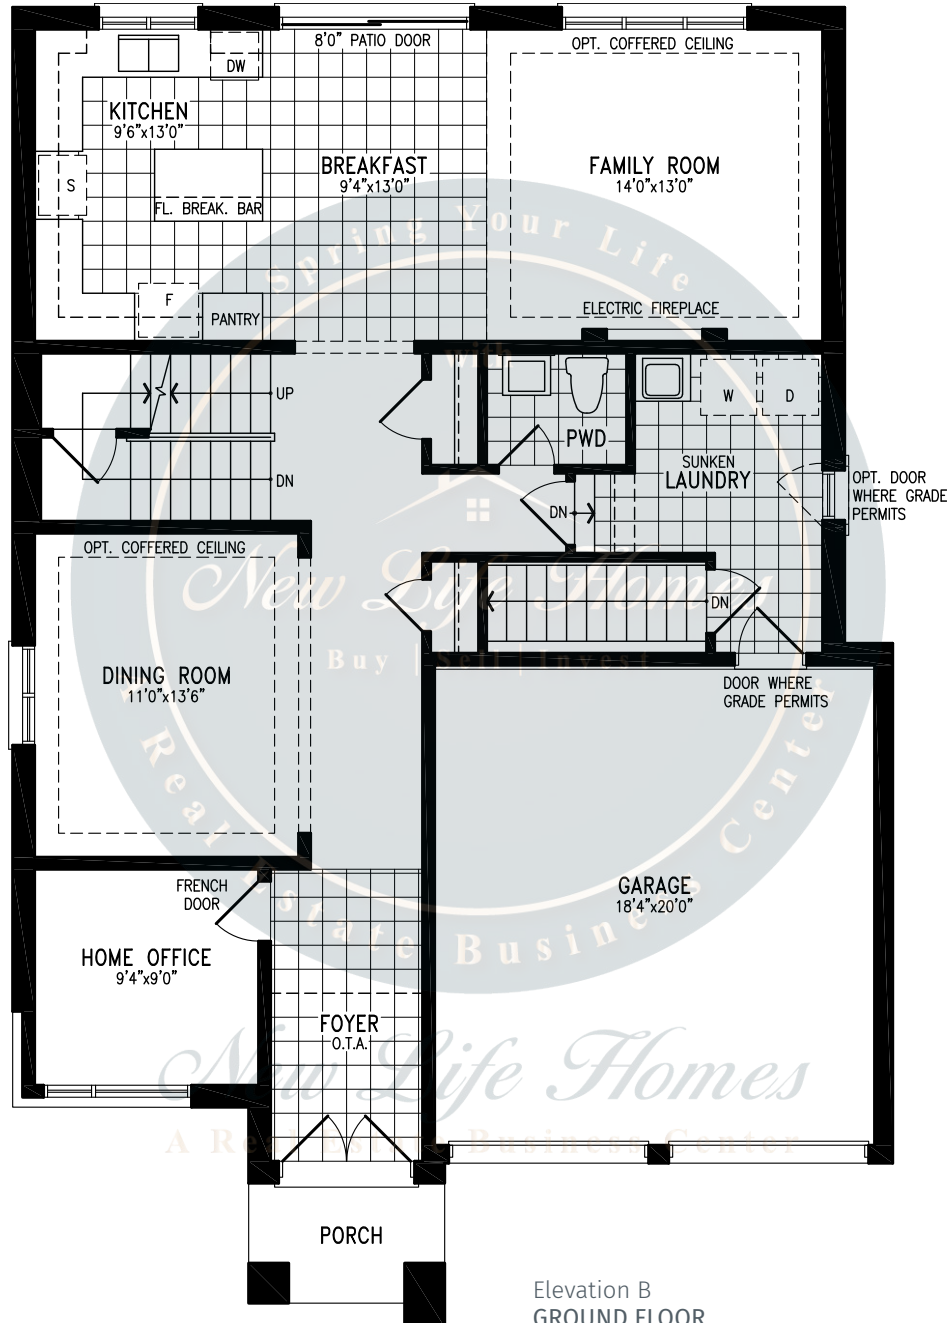 8'0" PATIO DOOR
OPT. COFFERED CEILING
DW
KITCHEN
9'6"x13'0"
BREAKFAST
9'4"x13'0"
FAMILY ROOM
14'0"x13'0"
S
FL. BREAK. BAR
Spring Your Life
F
PANTRY
ELECTRIC FIREPLACE
with
UP
W
D
PWD
SUNKEN
LAUNDRY
DN
OPT. DOOR
WHERE GRADE
PERMITS
DN
OPT. COFFERED CEILING
New Life Homes
DN
Buy | Sell | Invest
DINING ROOM
11'0"x13'6"
DOOR WHERE
GRADE PERMITS
A Real Estate Business Center
FRENCH
DOOR
GARAGE
18'4"x20'0"
HOME OFFICE
9'4"x9'0"
FOYER
O.T.A.
New Life Homes
A Real Estate Business Center
PORCH
Elevation B
GROUND FLOOR